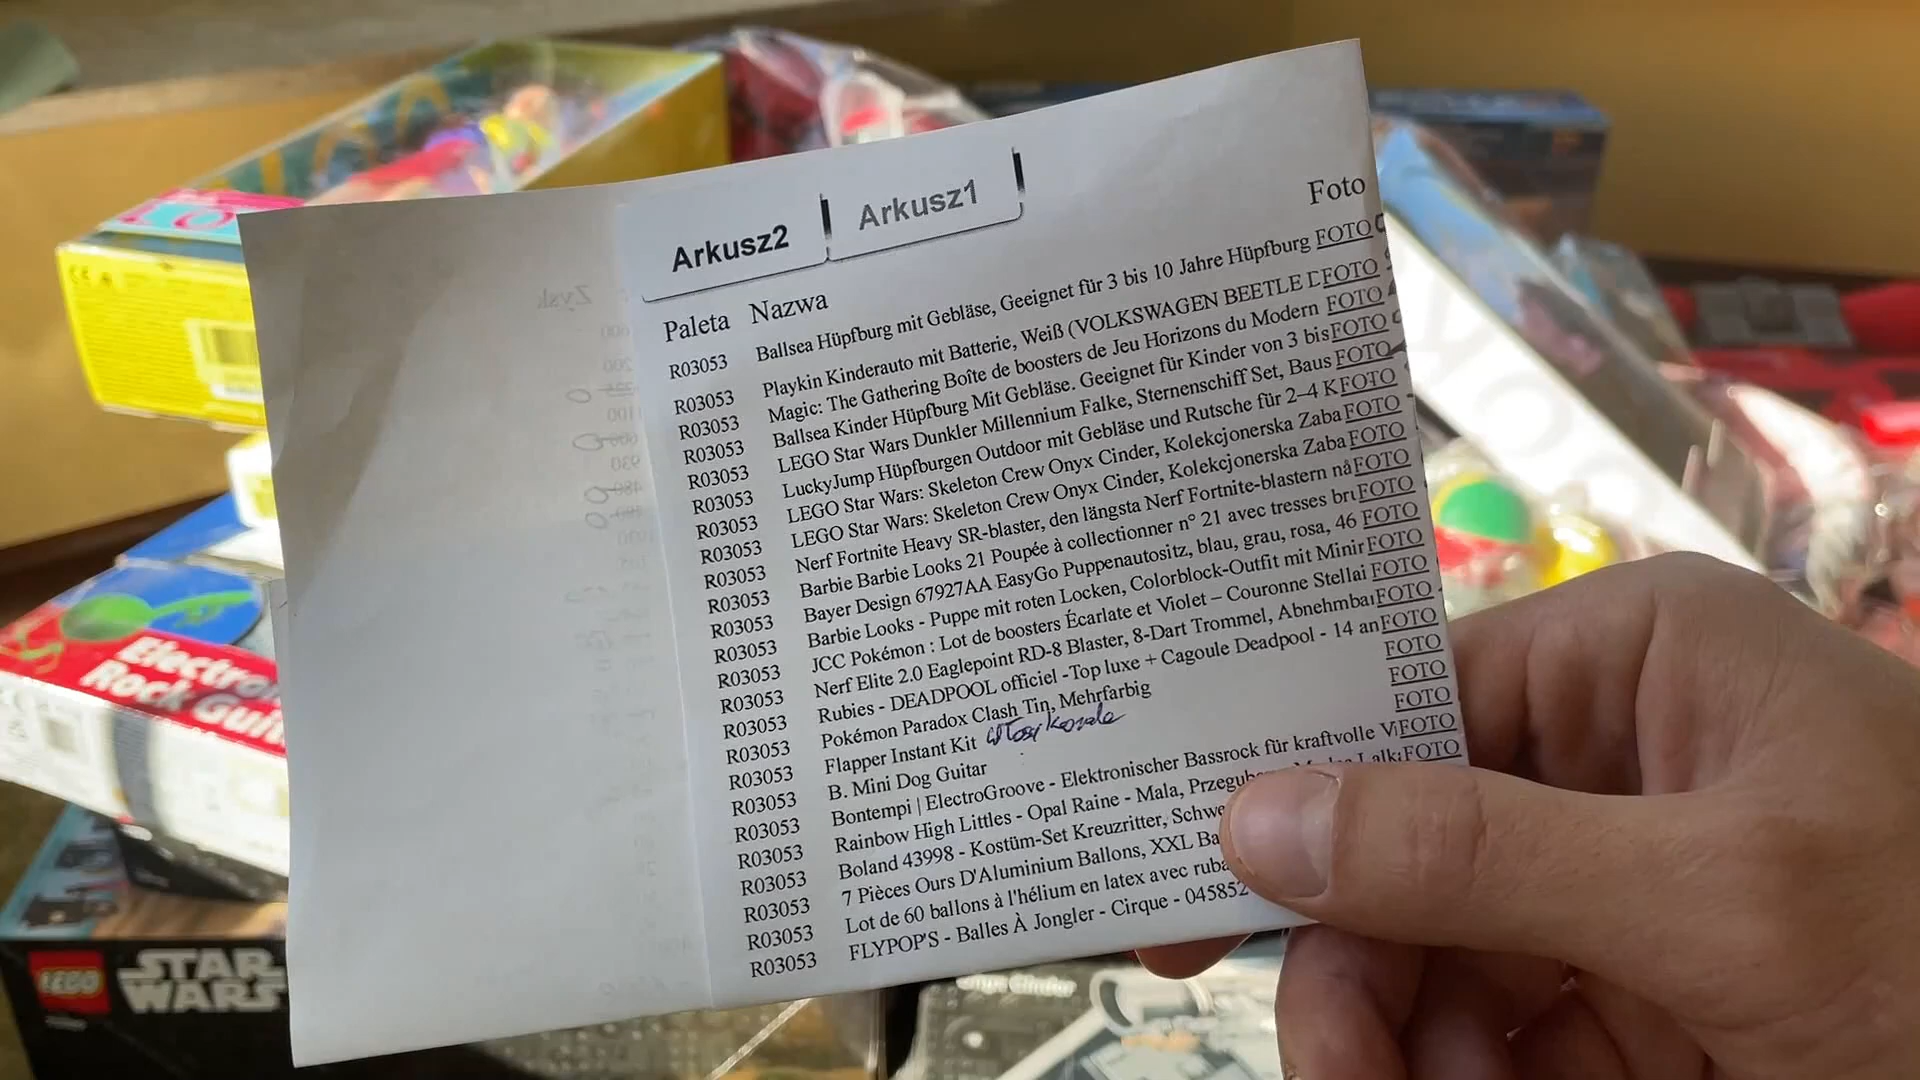 Arkusz2
Arkusz1
Paleta Nazwa Foto
R03053 Ballsea Hüpfburg mit Gebläse, Geeignet für 3 bis 10 Jahre Hüpfburg FOTO
R03053 Playkin Kinderauto mit Batterie, Weiß (VOLKSWAGEN BEETLE D FOTO
R03053 Magic: The Gathering Boîte de boosters de Jeu Horizons du Modern FOTO
R03053 Ballsea Kinder Hüpfburg Mit Gebläse. Geeignet für Kinder von 3 bis FOTO
R03053 LEGO Star Wars Dunkler Millennium Falke, Sternenschiff Set, Baus FOTO
R03053 LuckyJump Hüpfburgen Outdoor mit Gebläse und Rutsche für 2–4 K FOTO
R03053 LEGO Star Wars: Skeleton Crew Onyx Cinder, Kolekcjonerska Zaba FOTO
R03053 LEGO Star Wars: Skeleton Crew Onyx Cinder, Kolekcjonerska Zaba FOTO
R03053 Nerf Fortnite Heavy SR-blaster, den längsta Nerf Fortnite-blastern nå FOTO
R03053 Barbie Barbie Looks 21 Poupée à collectionner n° 21 avec tresses bru FOTO
R03053 Bayer Design 67927AA EasyGo Puppenautositz, blau, grau, rosa, 46 FOTO
R03053 Barbie Looks - Puppe mit roten Locken, Colorblock-Outfit mit Minir FOTO
R03053 JCC Pokémon : Lot de boosters Écarlate et Violet – Couronne Stellai FOTO
R03053 Nerf Elite 2.0 Eaglepoint RD-8 Blaster, 8-Dart Trommel, Abnehmbar FOTO
R03053 Rubies - DEADPOOL officiel -Top luxe + Cagoule Deadpool - 14 an FOTO
R03053 Pokémon Paradox Clash Tin, Mehrfarbig FOTO
R03053 Flapper Instant Kit FOTO
R03053 B. Mini Dog Guitar FOTO
R03053 Bontempi | ElectroGroove - Elektronischer Bassrock für kraftvolle V FOTO
R03053 Rainbow High Littles - Opal Raine - Mala, Lalk FOTO
R03053 Boland 43998 - Kostüm-Set Kreuzritter,
R03053 7 Pièces Ours D'Aluminium Ballons, XXL
R03053 Lot de 60 ballons à l'hélium en latex avec
R03053 FLYPOP'S - Balles À Jongler - Cirque - 045852
Rock
LEGO
STAR
WARS
Onyx Cinder